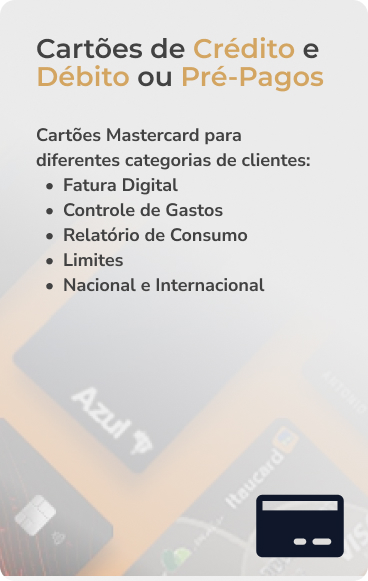 Cartões de Crédito e
Débito ou Pré-Pagos
Cartões Mastercard para
diferentes categorias de clientes:
• Fatura Digital
• Controle de Gastos
• Relatório de Consumo
• Limites
• Nacional e Internacional
Azul
Itaucard